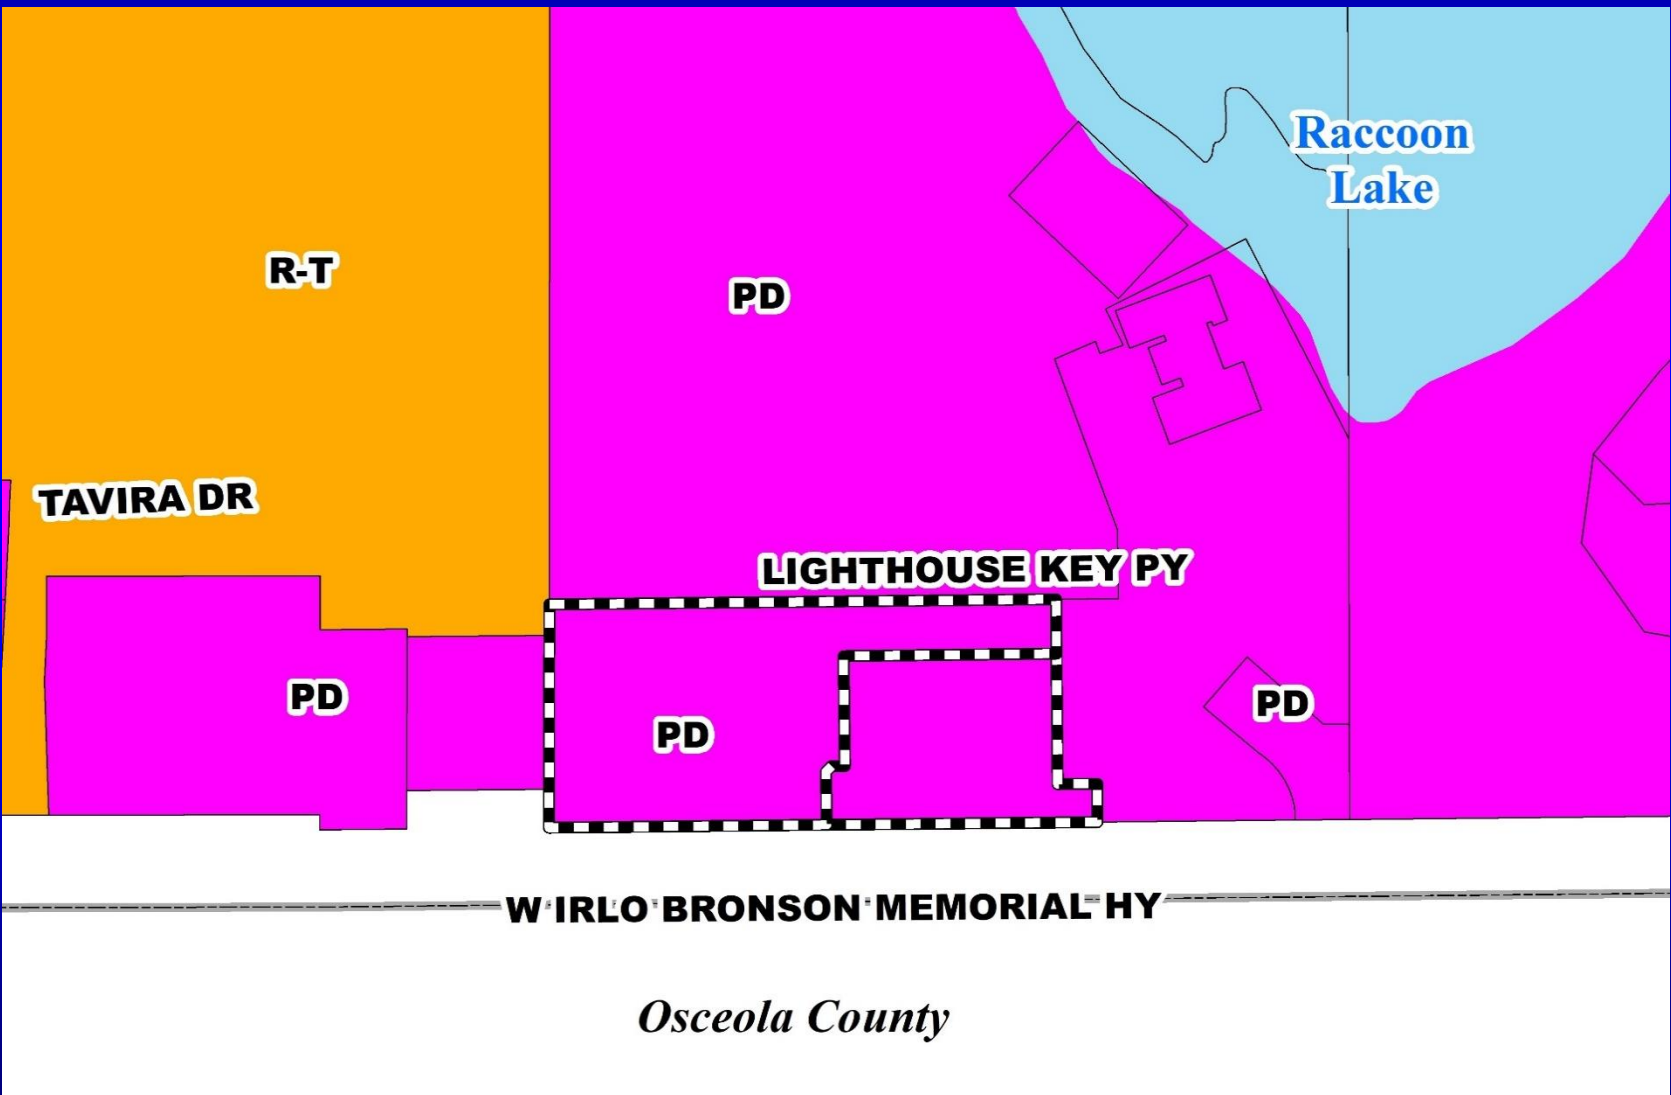 Raccoon
Lake
R-T
PD
TAVIRA DR
LIGHTHOUSE KEY PY
PD
PD
PD
W IRLO BRONSON MEMORIAL HY
Osceola County